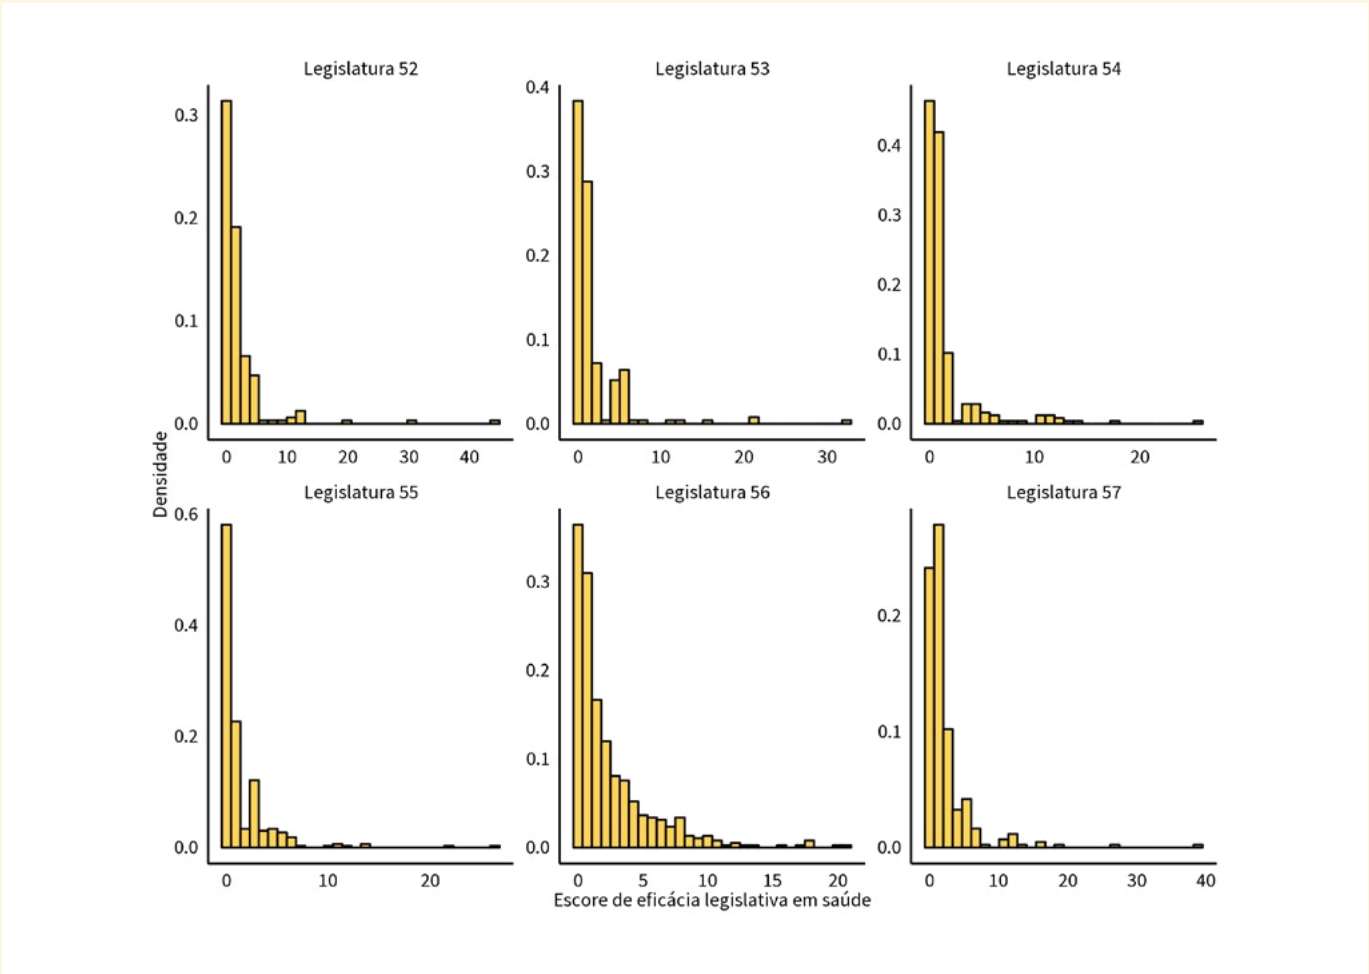 Legislatura 52
Legislatura 53
Legislatura 54
0.3
0.2
0.1
0.0
0.4
0.3
0.2
0.1
0.0
0.4
0.3
0.2
0.1
0.0
0 10 20 30 40
0 10 20 30
0 10 20
Densidade
Legislatura 55
Legislatura 56
Legislatura 57
0.6
0.4
0.2
0.0
0.3
0.2
0.1
0.0
0.2
0.1
0.0
0 10 20
0 5 10 15 20
0 10 20 30 40
Escore de eficácia legislativa em saúde